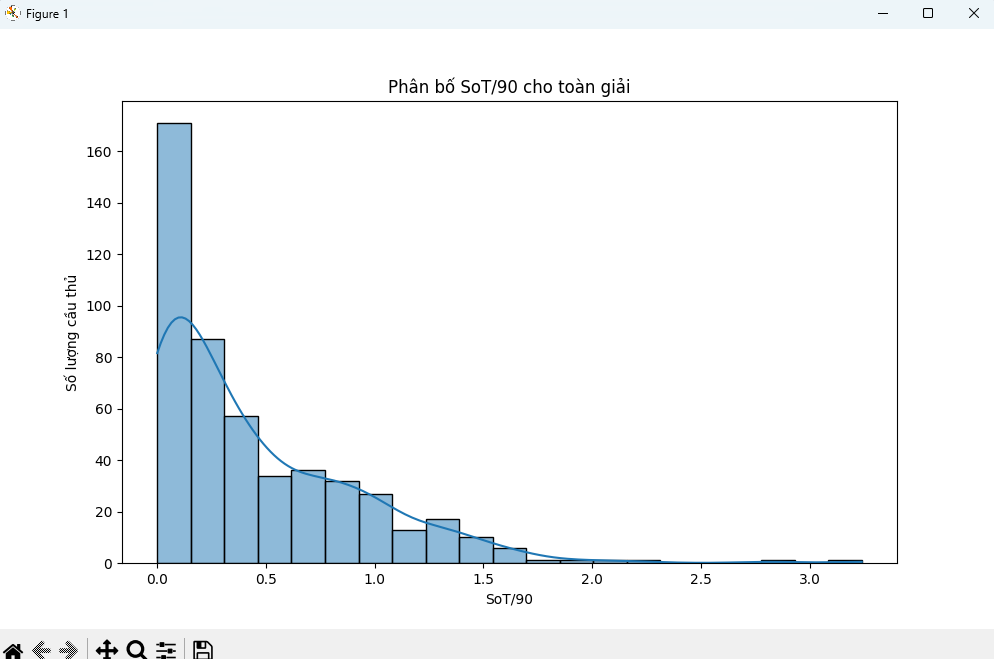 Figure 1
Phân bố SoT/90 cho toàn giải
Số lượng cầu thủ
160
140
120
100
80
60
40
20
0
0.0 0.5 1.0 1.5 2.0 2.5 3.0
SoT/90